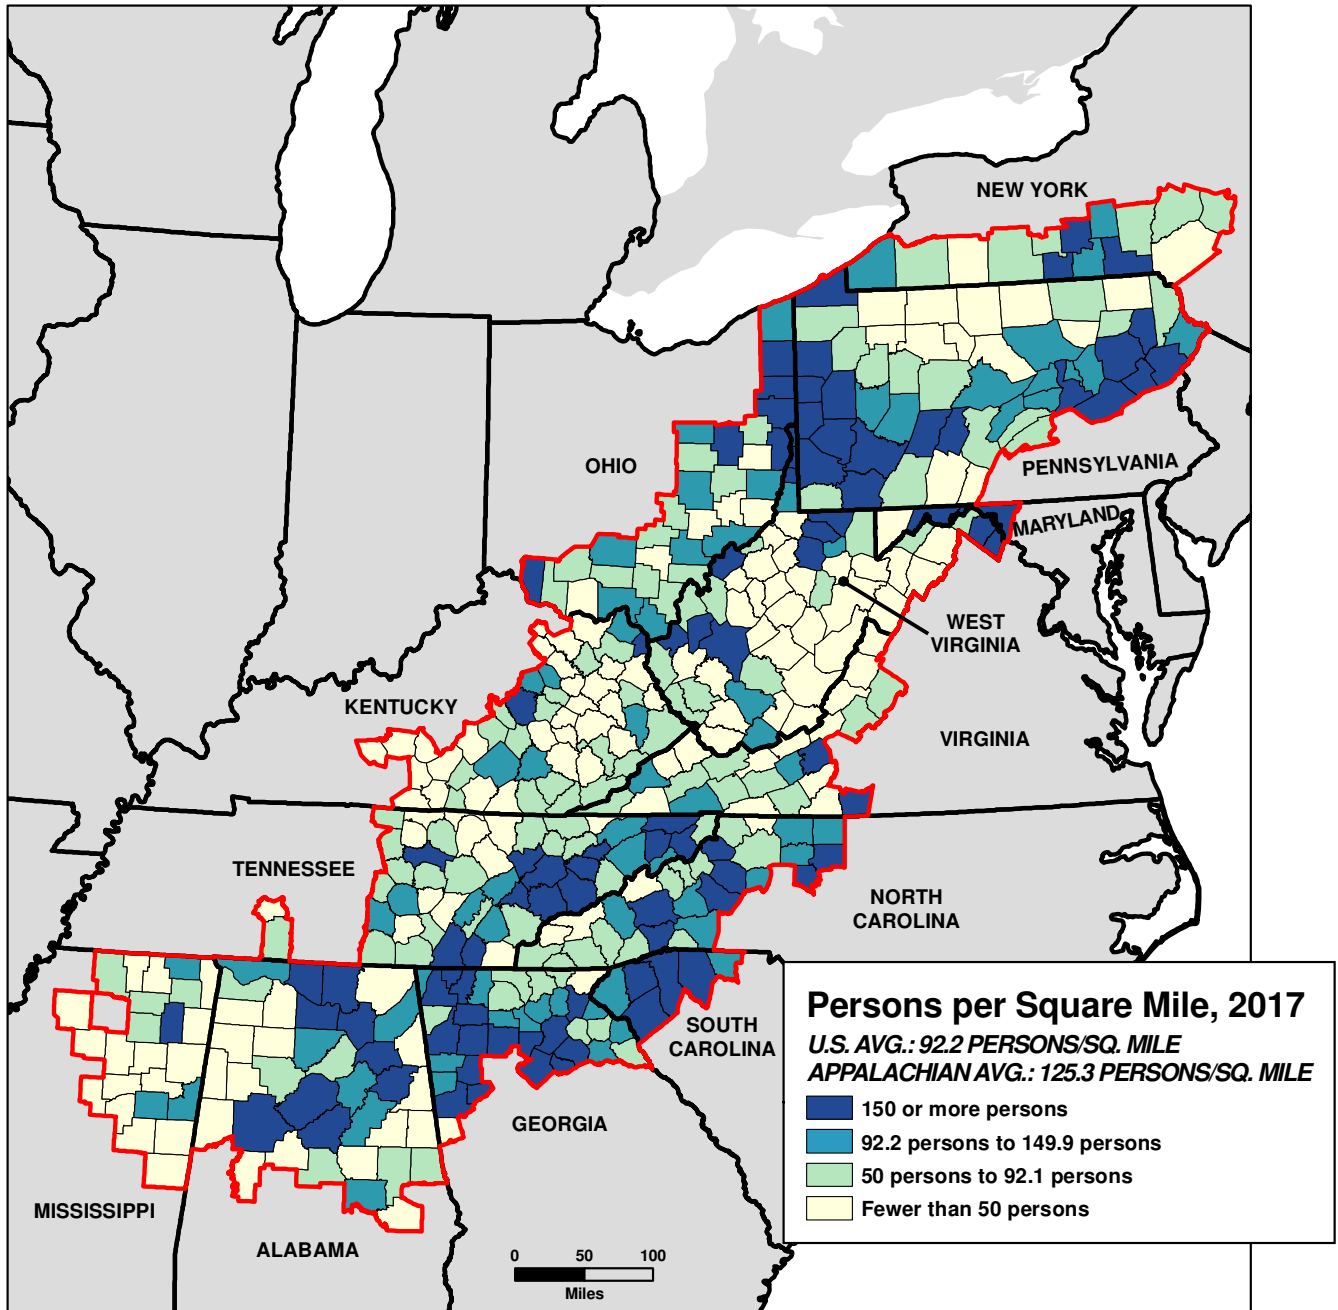 NEW YORK
OHIO
PENNSYLVANIA
MARYLAND
WEST
VIRGINIA
KENTUCKY
VIRGINIA
TENNESSEE
NORTH
CAROLINA
SOUTH
CAROLINA
GEORGIA
MISSISSIPPI
ALABAMA
Persons per Square Mile, 2017
U.S. AVG.: 92.2 PERSONS/SQ. MILE
APPALACHIAN AVG.: 125.3 PERSONS/SQ. MILE
150 or more persons
92.2 persons to 149.9 persons
50 persons to 92.1 persons
Fewer than 50 persons
0 50 100
Miles